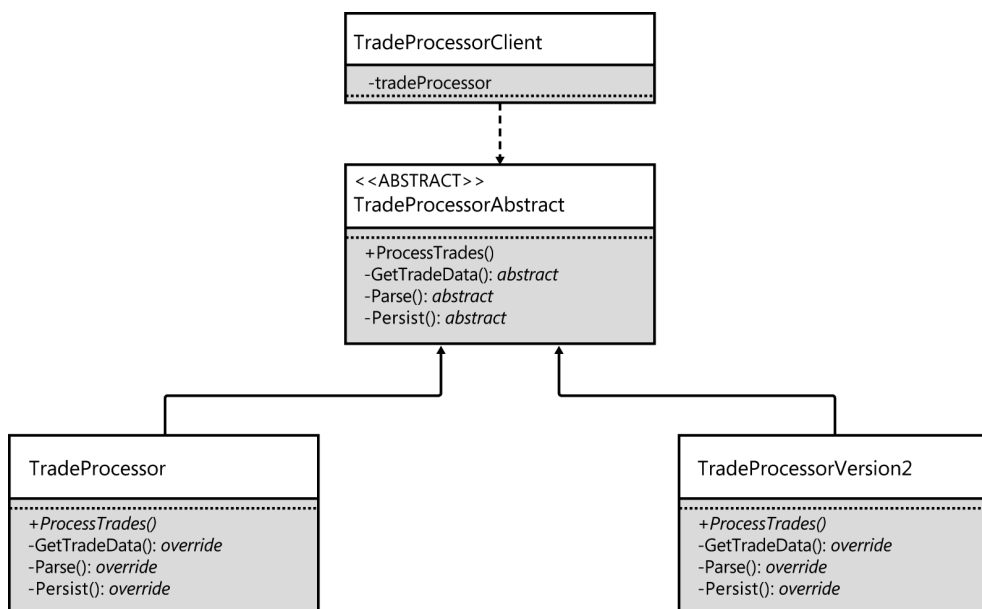 TradeProcessorClient
-tradeProcessor
<<ABSTRACT>>
TradeProcessorAbstract
+ProcessTrades()
-GetTradeData(): abstract
-Parse(): abstract
-Persist(): abstract
TradeProcessor
+ProcessTrades()
-GetTradeData(): override
-Parse(): override
-Persist(): override
TradeProcessorVersion2
+ProcessTrades()
-GetTradeData(): override
-Parse(): override
-Persist(): override